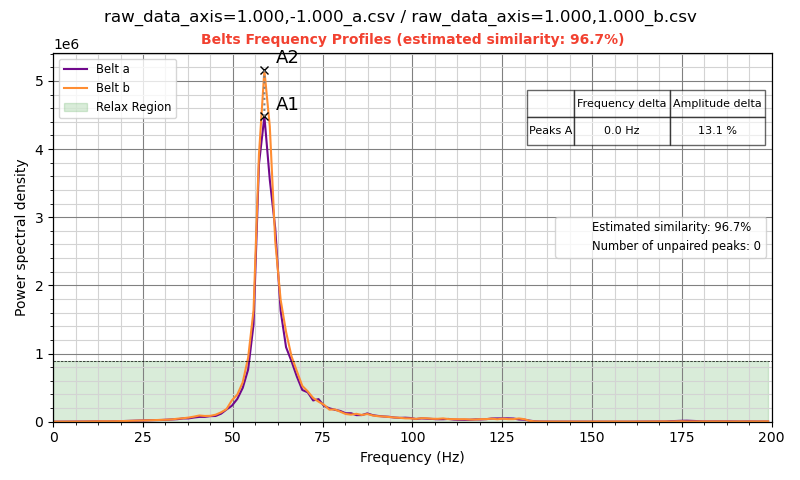 raw_data_axis=1.000,-1.000_a.csv / raw_data_axis=1.000,1.000_b.csv
Belts Frequency Profiles (estimated similarity: 96.7%)
1e6
A2
A1
Belt a
Belt b
Relax Region
Frequency delta Amplitude delta
Peaks A 0.0 Hz 13.1 %
Estimated similarity: 96.7%
Number of unpaired peaks: 0
Power spectral density
5
4
3
2
1
0
0 25 50 75 100 125 150 175 200
Frequency (Hz)